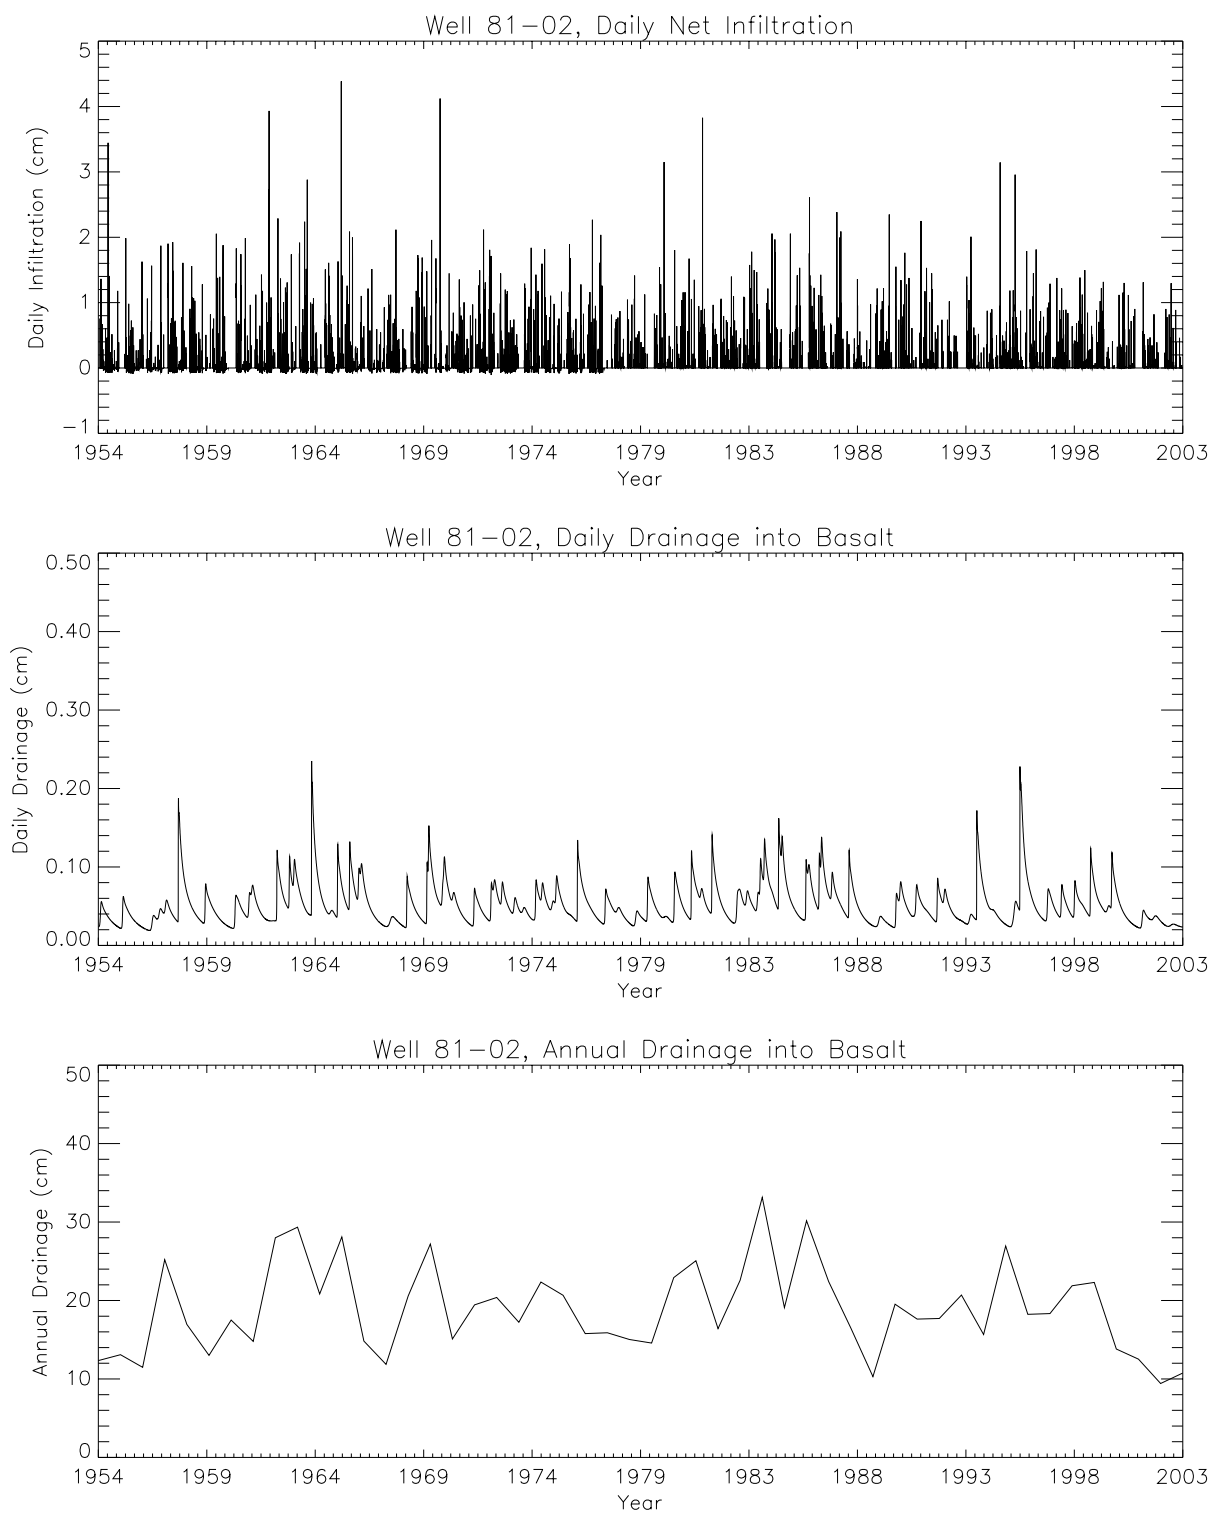 Well 81-02, Daily Net Infiltration
5
4
3
2
1
0
-1
Daily Infiltration (cm)
1954 1959 1964 1969 1974 1979 1983 1988 1993 1998 2003
Year
Well 81-02, Daily Drainage into Basalt
0.50
0.40
0.30
0.20
0.10
0.00
Daily Drainage (cm)
1954 1959 1964 1969 1974 1979 1983 1988 1993 1998 2003
Year
Well 81-02, Annual Drainage into Basalt
50
40
30
20
10
0
Annual Drainage (cm)
1954 1959 1964 1969 1974 1979 1983 1988 1993 1998 2003
Year